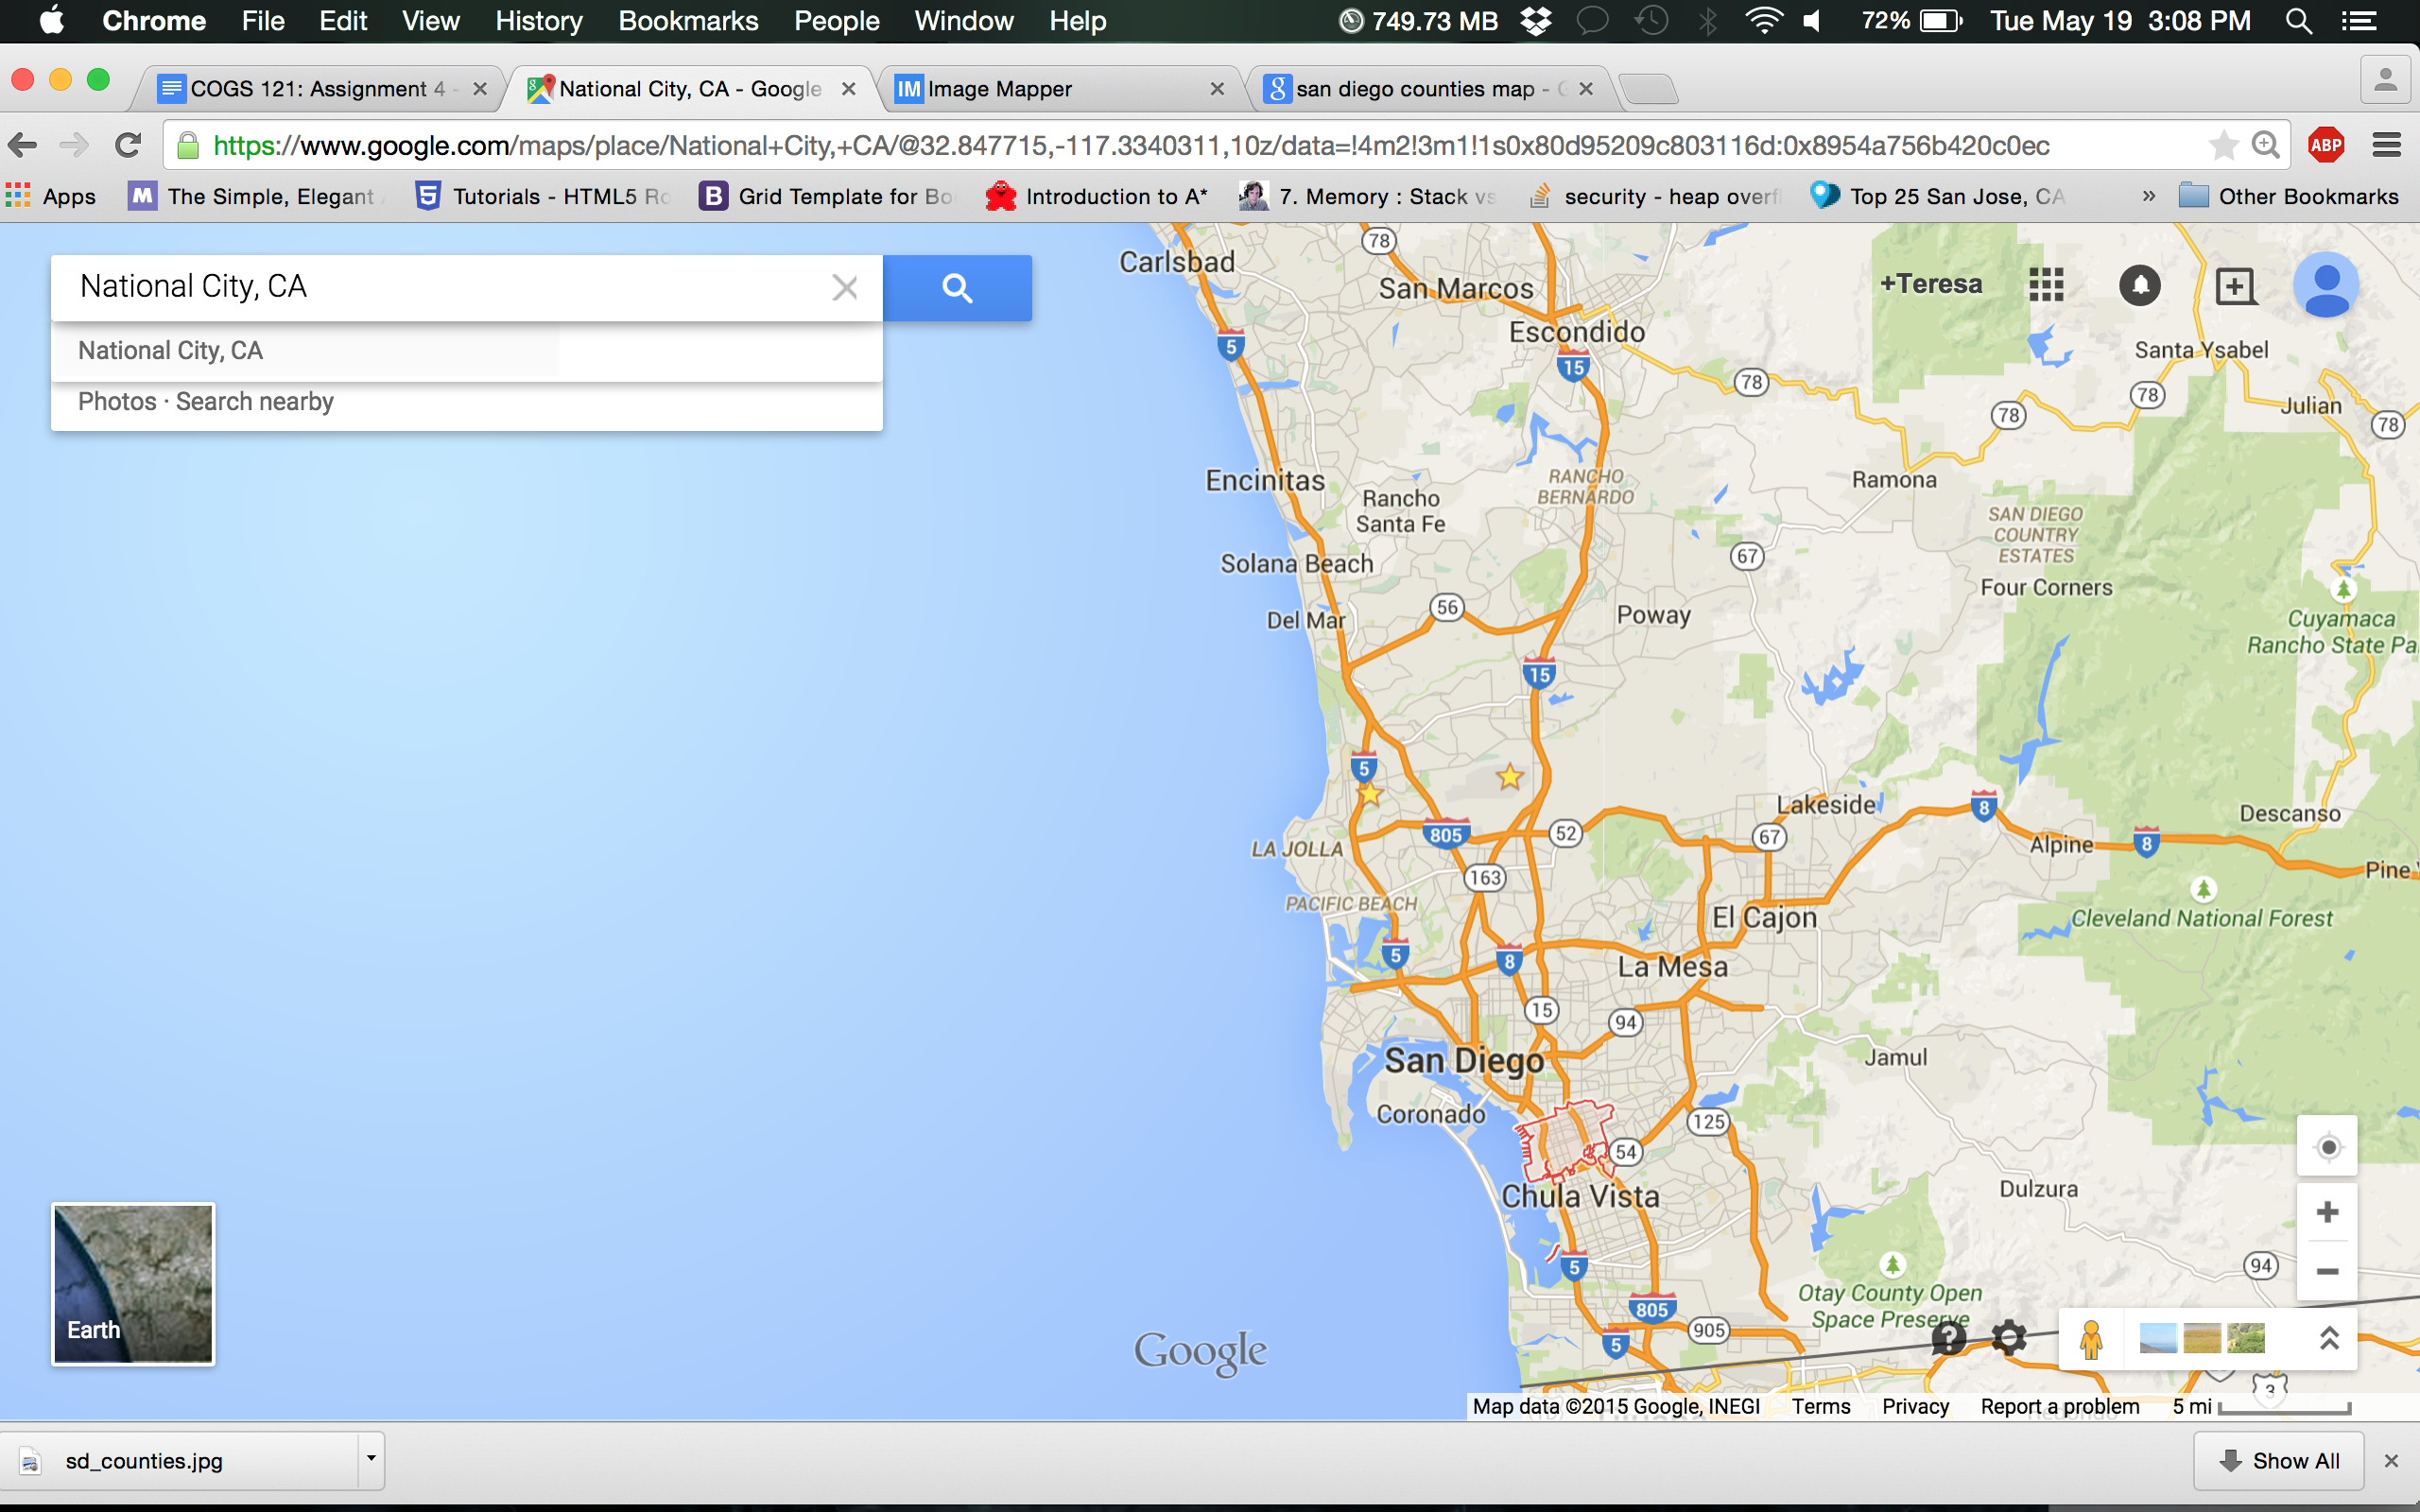 Chrome File Edit View History Bookmarks People Window Help 749.73 MB 72% Tue May 19 3:08 PM
COGS 121: Assignment 4 - National City, CA - Google IM Image Mapper g san diego counties map -
https://www.google.com/maps/place/National+City,+CA/@32.847715,-117.3340311,10z/data=!4m2!3m1!1s0x80d95209c803116d:0x8954a756b420c0ec ABP
Apps M The Simple, Elegant 5 Tutorials - HTML5 Ro B Grid Template for Bo Introduction to A* 7. Memory : Stack vs security - heap overfl Top 25 San Jose, CA » Other Bookmarks
National City, CA
National City, CA
Photos · Search nearby
+Teresa
Carlsbad
78
San Marcos
Escondido
5
15
Santa Ysabel
78
78
78
Julian
78
Encinitas
Rancho
Santa Fe
RANCHO
BERNARDO
Ramona
SAN DIEGO
COUNTRY
ESTATES
Solana Beach
67
Four Corners
Del Mar
56
Poway
Cuyamaca
Rancho State Pa
15
5
Lakeside
8
Descanso
LA JOLLA
805
52
67
Alpine
8
Pine
163
PACIFIC BEACH
El Cajon
Cleveland National Forest
5
8
La Mesa
15
94
San Diego
Jamul
Coronado
125
54
Chula Vista
Dulzura
5
94
Otay County Open
Space Preserve
805
905
5
3
Earth
Google
Map data ©2015 Google, INEGI Terms Privacy Report a problem 5 mi
sd_counties.jpg
Show All